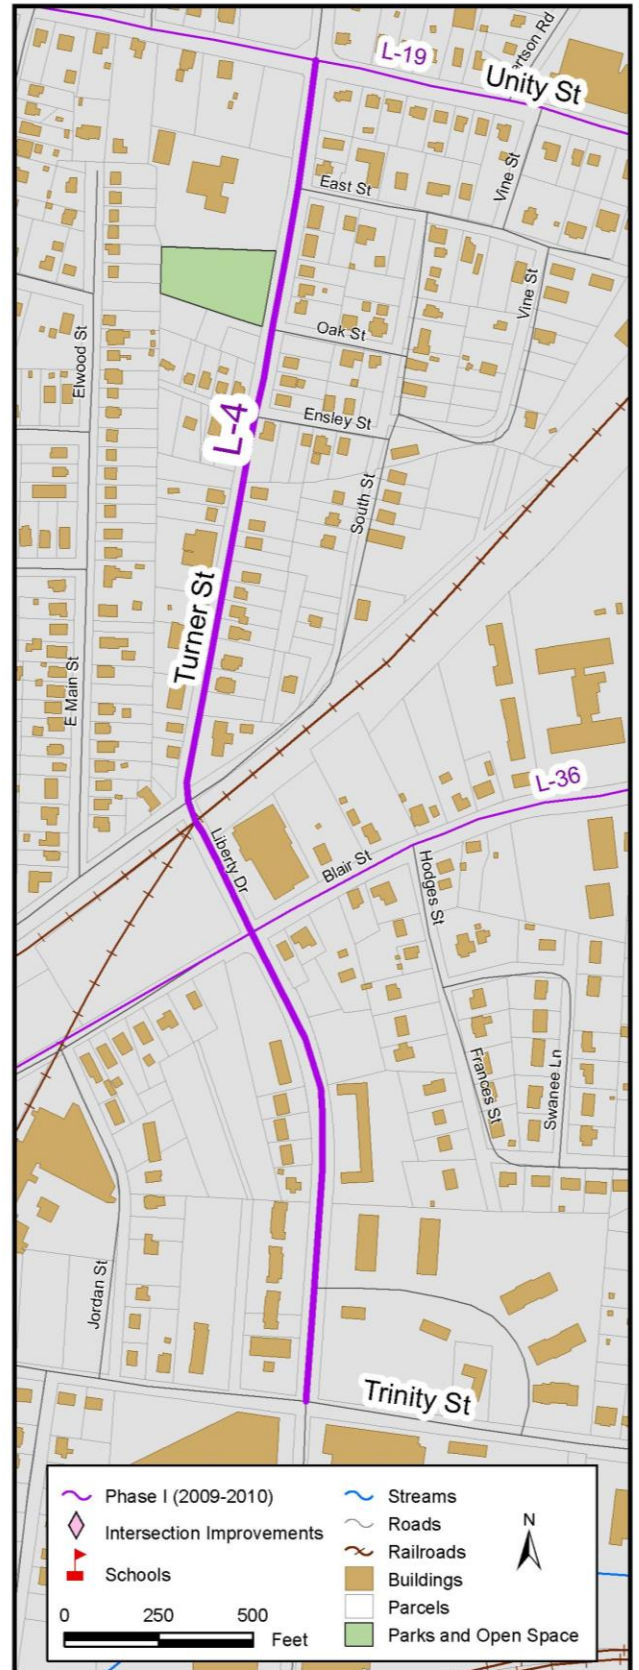 ertson Rd
L-19
Unity St
Vine St
East St
Vine St
Oak St
Elwood St
L-4
Ensley St
South St
Turner St
E Main St
L-36
Liberty Dr
Blair St
Hodges St
Frances St
Swanee Ln
Jordan St
Trinity St
Phase I (2009-2010)
Intersection Improvements
Schools
0 250 500
Feet
Streams
Roads
Railroads
Buildings
Parcels
Parks and Open Space
N